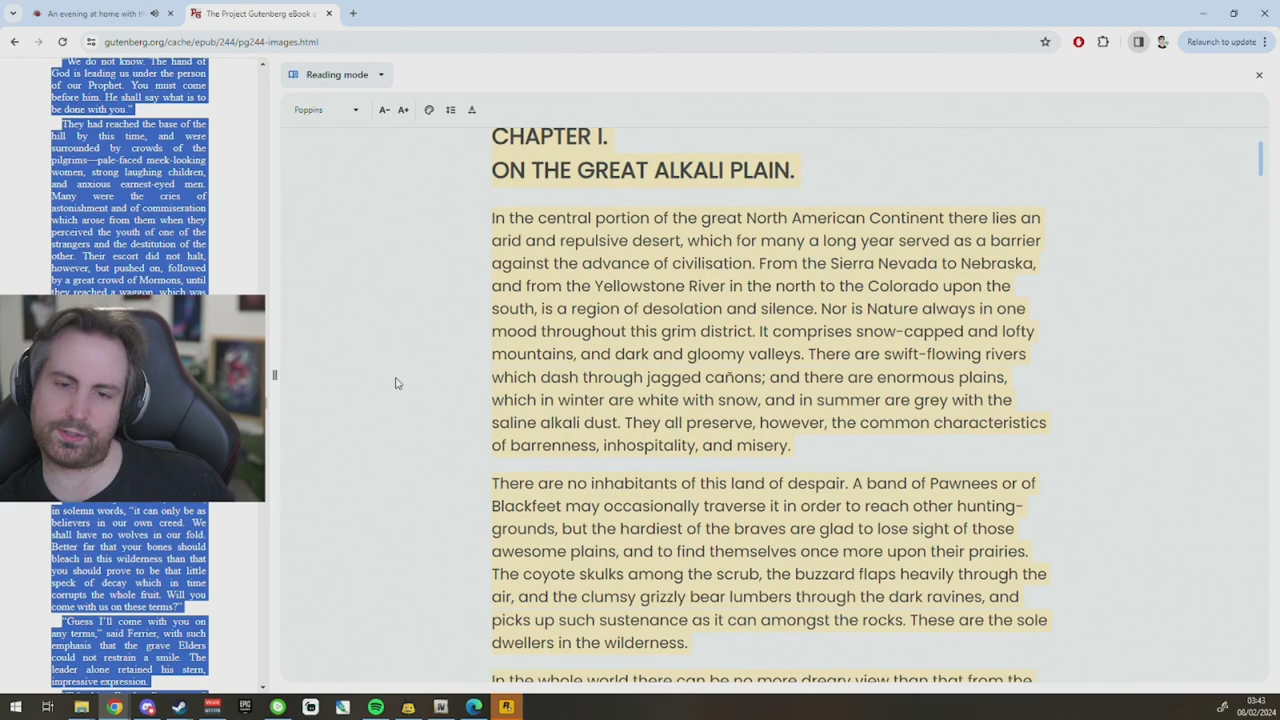 An evening at home with th
The Project Gutenberg eBook o
gutenberg.org/cache/epub/244/pg244-images.html
Relaunch to update
"We do not know. The hand of
God is leading us under the person
of our Prophet. You must come
before him. He shall say what is to
be done with you."
They had reached the base of the
hill by this time, and were
surrounded by crowds of the
pilgrims—pale-faced meek-looking
women, strong laughing children,
and anxious earnest-eyed men.
Many were the cries of
astonishment and of commiseration
which arose from them when they
perceived the youth of one of the
strangers and the destitution of the
other. Their escort did not halt,
however, but pushed on, followed
by a great crowd of Mormons, until
they reached a waggon, which was
in solemn words, "it can only be as
believers in our own creed. We
shall have no wolves in our fold.
Better far that your bones should
bleach in this wilderness than that
you should prove to be that little
speck of decay which in time
corrupts the whole fruit. Will you
come with us on these terms?"
"Guess I'll come with you on
any terms," said Ferrier, with such
emphasis that the grave Elders
could not restrain a smile. The
leader alone retained his stern,
impressive expression.
Reading mode
Poppins
A- A+
CHAPTER I.
ON THE GREAT ALKALI PLAIN.
In the central portion of the great North American Continent there lies an
arid and repulsive desert, which for many a long year served as a barrier
against the advance of civilisation. From the Sierra Nevada to Nebraska,
and from the Yellowstone River in the north to the Colorado upon the
south, is a region of desolation and silence. Nor is Nature always in one
mood throughout this grim district. It comprises snow-capped and lofty
mountains, and dark and gloomy valleys. There are swift-flowing rivers
which dash through jagged cañons; and there are enormous plains,
which in winter are white with snow, and in summer are grey with the
saline alkali dust. They all preserve, however, the common characteristics
of barrenness, inhospitality, and misery.
There are no inhabitants of this land of despair. A band of Pawnees or of
Blackfeet may occasionally traverse it in order to reach other hunting-
grounds, but the hardiest of the braves are glad to lose sight of those
awesome plains, and to find themselves once more upon their prairies.
The coyote skulks among the scrub, the buzzard flaps heavily through the
air, and the clumsy grizzly bear lumbers through the dark ravines, and
picks up such sustenance as it can amongst the rocks. These are the sole
dwellers in the wilderness.
In the whole world there can be no more dreary view than that from the
03:43
08/02/2024